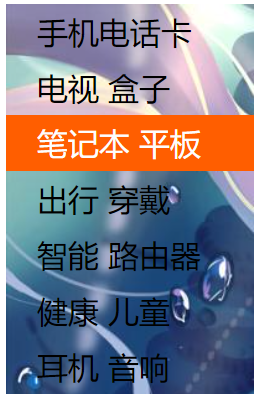 手机电话卡
电视 盒子
笔记本 平板
出行 穿戴
智能 路由器
健康 儿童
耳机 音响